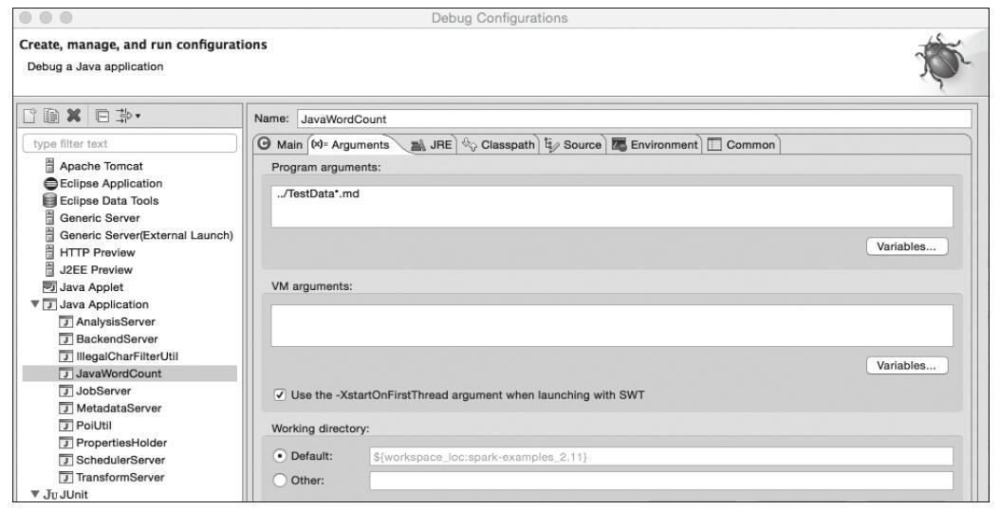 Debug Configurations
Create, manage, and run configurations
Debug a Java application
Name: JavaWordCount
type filter text
Main (x)= Arguments JRE Classpath Source Environment Common
Apache Tomcat
Eclipse Application
Eclipse Data Tools
Generic Server
Generic Server(External Launch)
HTTP Preview
J2EE Preview
Java Applet
Java Application
AnalysisServer
BackendServer
IllegalCharFilterUtil
JavaWordCount
JobServer
MetadataServer
PoiUtil
PropertiesHolder
SchedulerServer
TransformServer
JU JUnit
Program arguments:
../TestData*.md
Variables...
VM arguments:
Variables...
Use the -XstartOnFirstThread argument when launching with SWT
Working directory:
Default: ${workspace_loc:spark-examples_2.11}
Other: